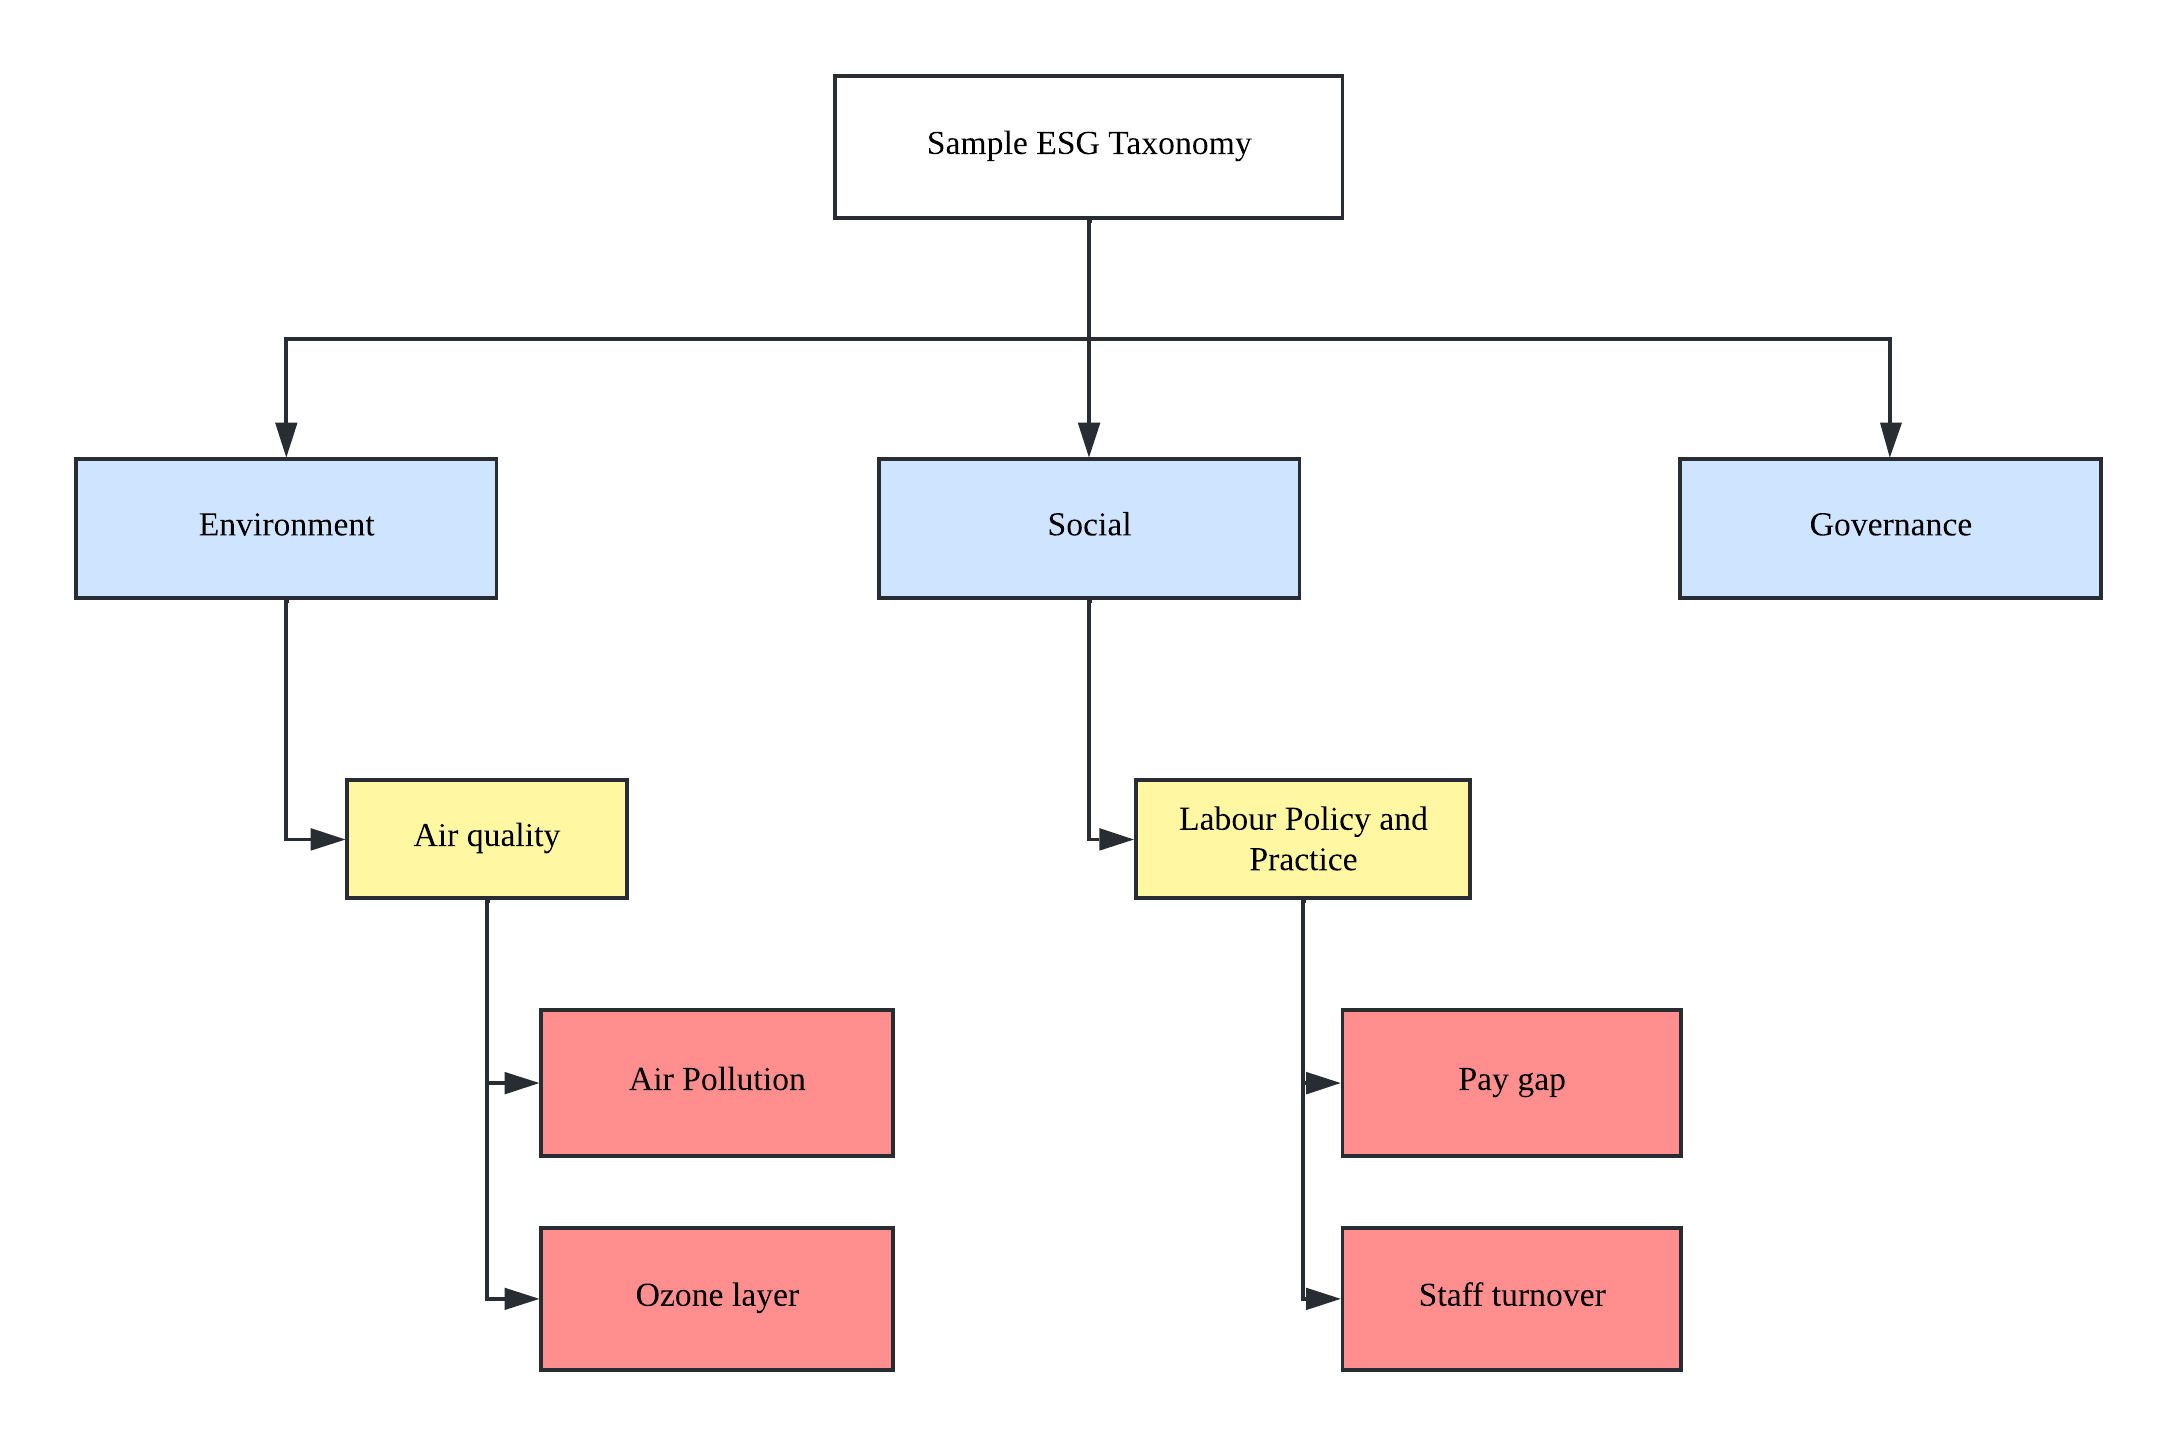 Sample ESG Taxonomy
Environment
Social
Governance
Air quality
Labour Policy and
Practice
Air Pollution
Pay gap
Ozone layer
Staff turnover